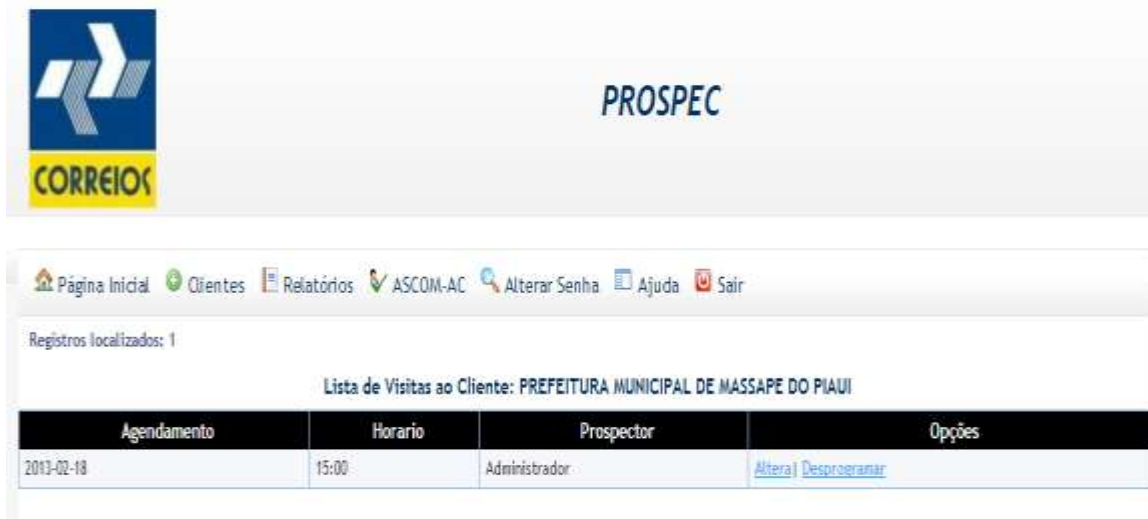 CORREIOS
PROSPEC
Página Inicial Clientes Relatórios ASCOM-AC Alterar Senha Ajuda Sair
Registros localizados: 1
Lista de Visitas ao Cliente: PREFEITURA MUNICIPAL DE MASSAPE DO PIAUI
Agendamento Horario Prospector Opções
2013-02-18 15:00 Administrador Altera| Desprogramar